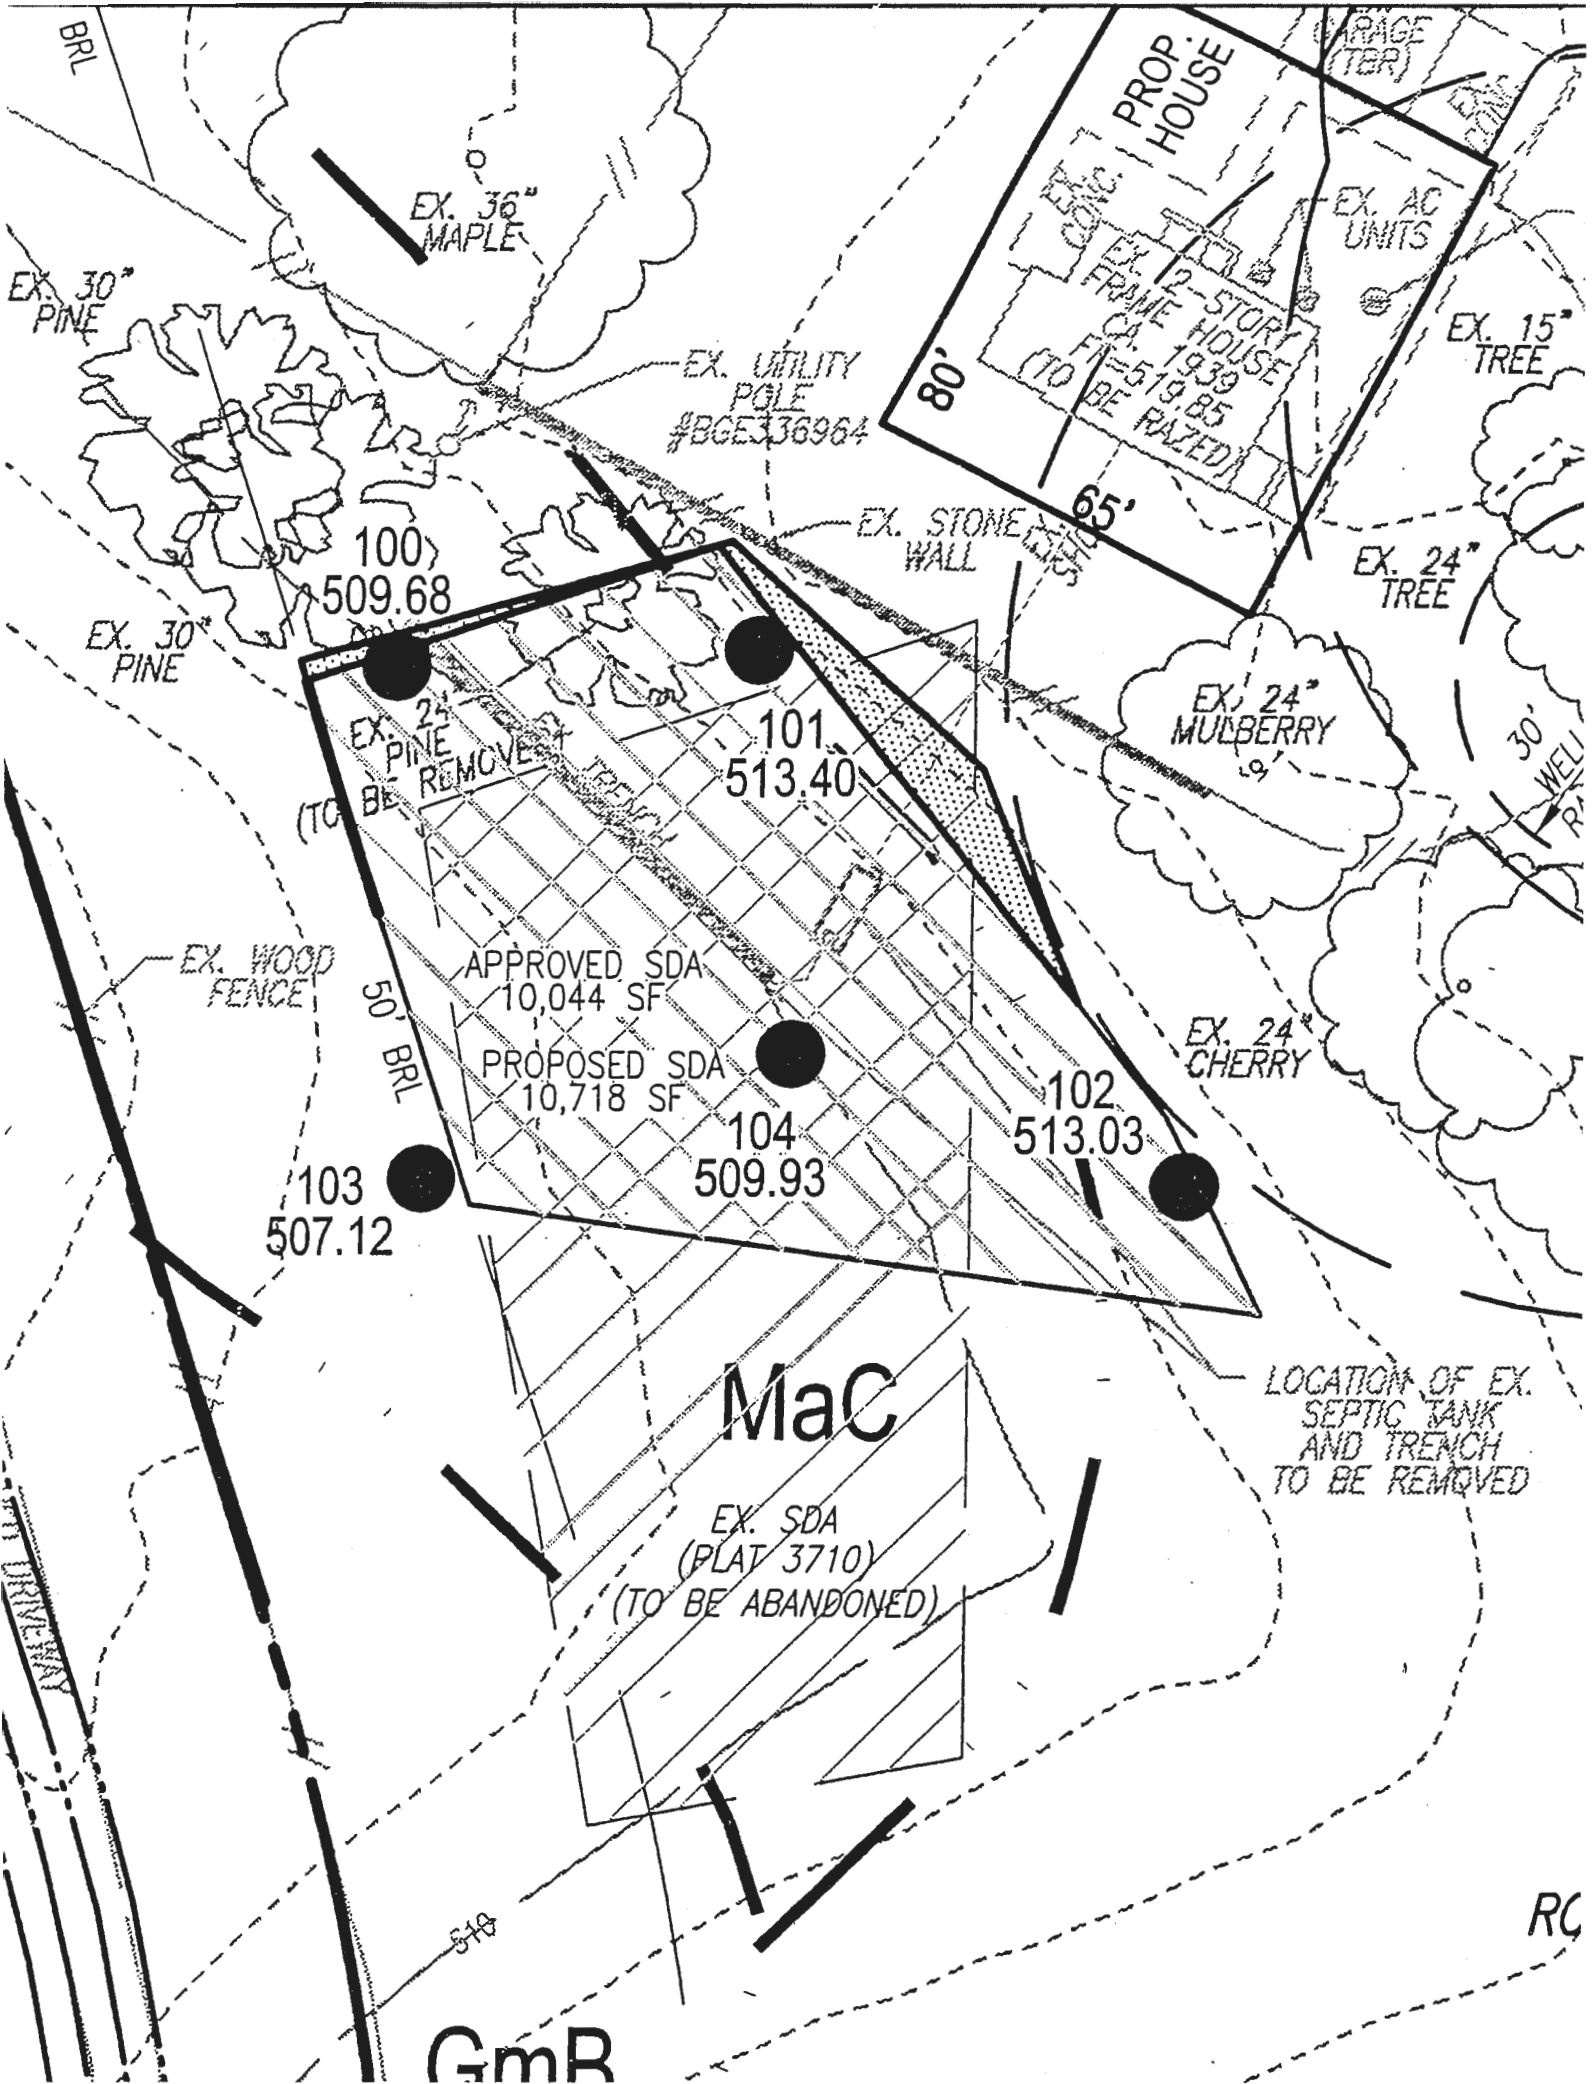 BRL
PROP.
HOUSE
GARAGE
(TBR)
EX.
CONC.
EX. 36"
MAPLE
EX.
CONC.
EX. AC
UNITS
EX. 30"
PINE
EX. 2-STORY
FRAME HOUSE
CA. 1939
FF=519.85
(TO BE RAZED)
EX. 15"
TREE
EX. UTILITY
POLE
#BGE336964
80'
65'
EX. STONE
WALL
100
509.68
EX. 24"
TREE
EX. 30"
PINE
EX. 24"
PINE
(TO BE REMOVED)
TRENCH
101
513.40
EX. 24"
MULBERRY
30'
WELL
APPROVED SDA
10,044 SF
EX. WOOD
FENCE
50' BRL
PROPOSED SDA
10,718 SF
EX. 24"
CHERRY
102
513.03
104
509.93
103
507.12
MaC
LOCATION OF EX.
SEPTIC TANK
AND TRENCH
TO BE REMOVED
EX. SDA
(PLAT 3710)
(TO BE ABANDONED)
DRIVEWAY
510
GmB